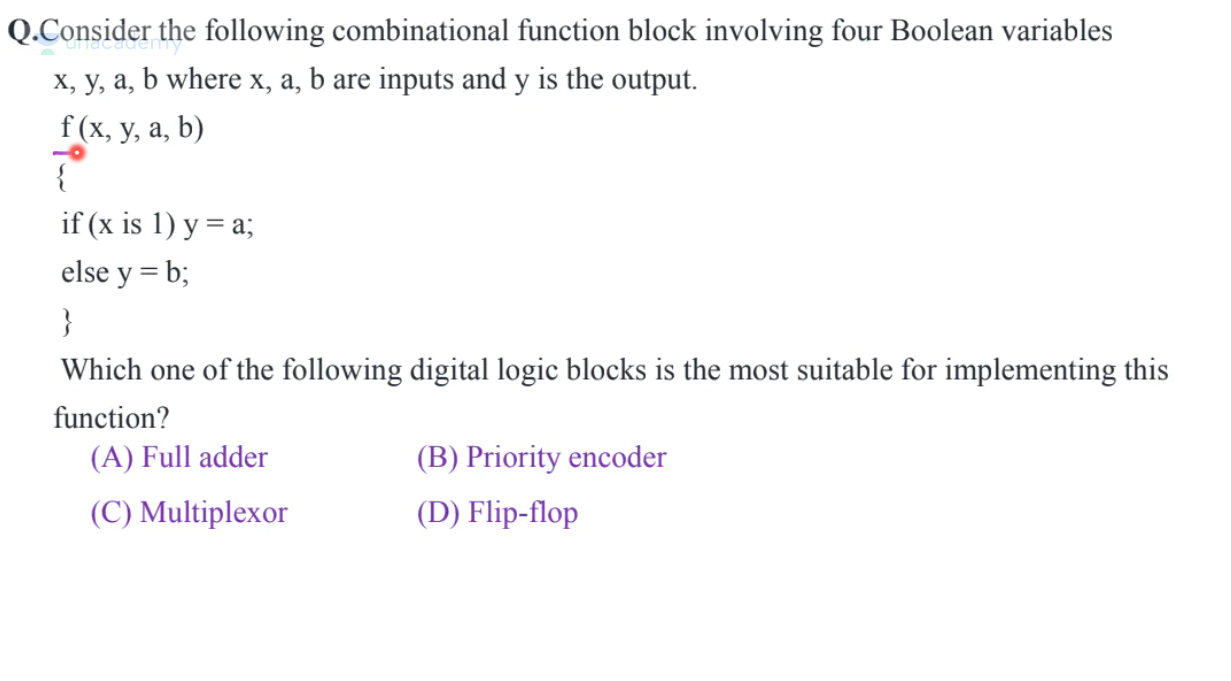 Q.Consider the following combinational function block involving four Boolean variables
unacademy
x, y, a, b where x, a, b are inputs and y is the output.
f (x, y, a, b)
{
if (x is 1) y = a;
else y = b;
}
Which one of the following digital logic blocks is the most suitable for implementing this
function?
(A) Full adder (B) Priority encoder
(C) Multiplexor (D) Flip-flop